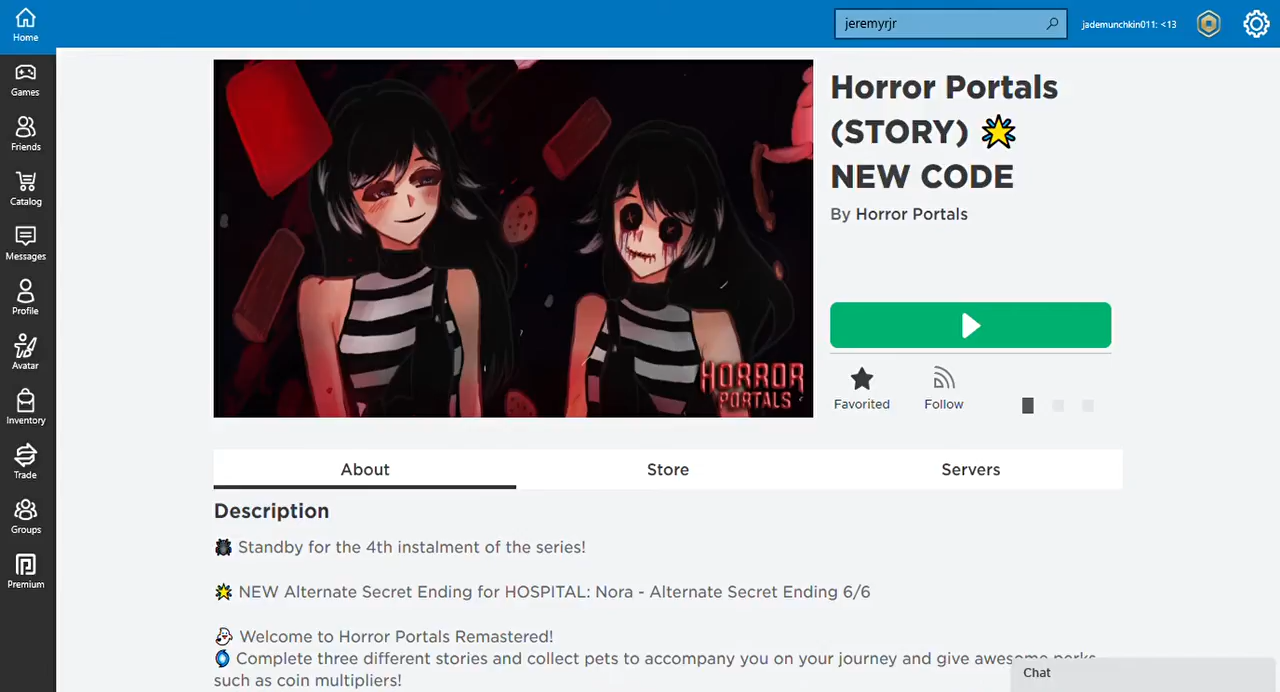 Home
jeremyrjr
jademunchkin011: <13
Games
Friends
Catalog
Messages
Profile
Avatar
Inventory
Trade
Groups
Premium
HORROR
PORTALS
Horror Portals
(STORY) 🌟
NEW CODE
By Horror Portals
Favorited
Follow
About
Store
Servers
Description
Standby for the 4th instalment of the series!
🌟 NEW Alternate Secret Ending for HOSPITAL: Nora - Alternate Secret Ending 6/6
👻 Welcome to Horror Portals Remastered!
Complete three different stories and collect pets to accompany you on your journey and give awesome perks
such as coin multipliers!
Chat